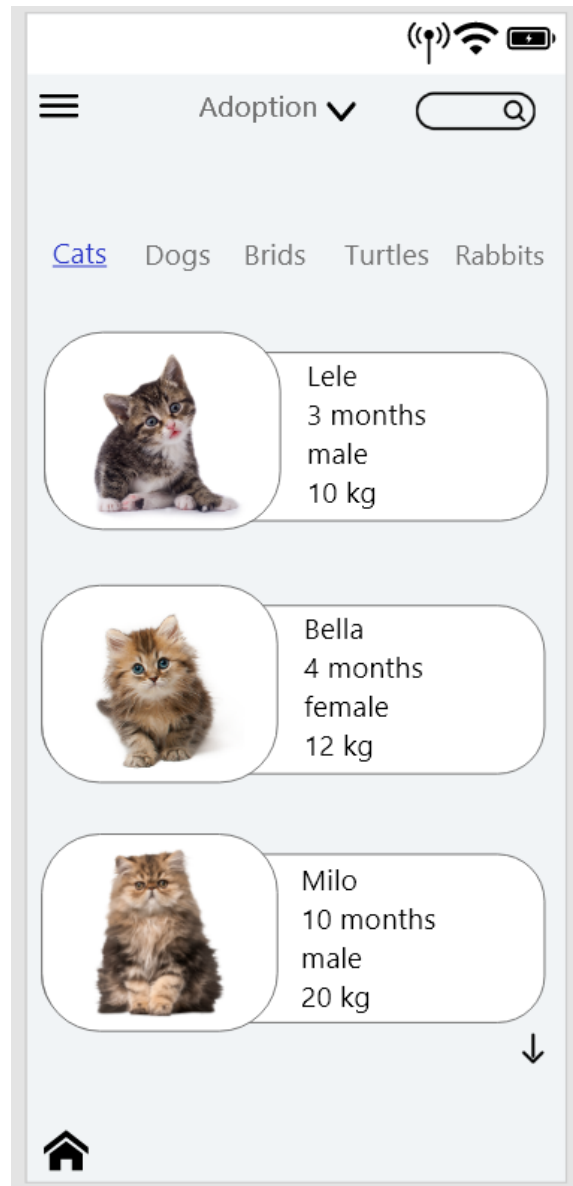 Adoption
Cats Dogs Brids Turtles Rabbits
Lele
3 months
male
10 kg
Bella
4 months
female
12 kg
Milo
10 months
male
20 kg